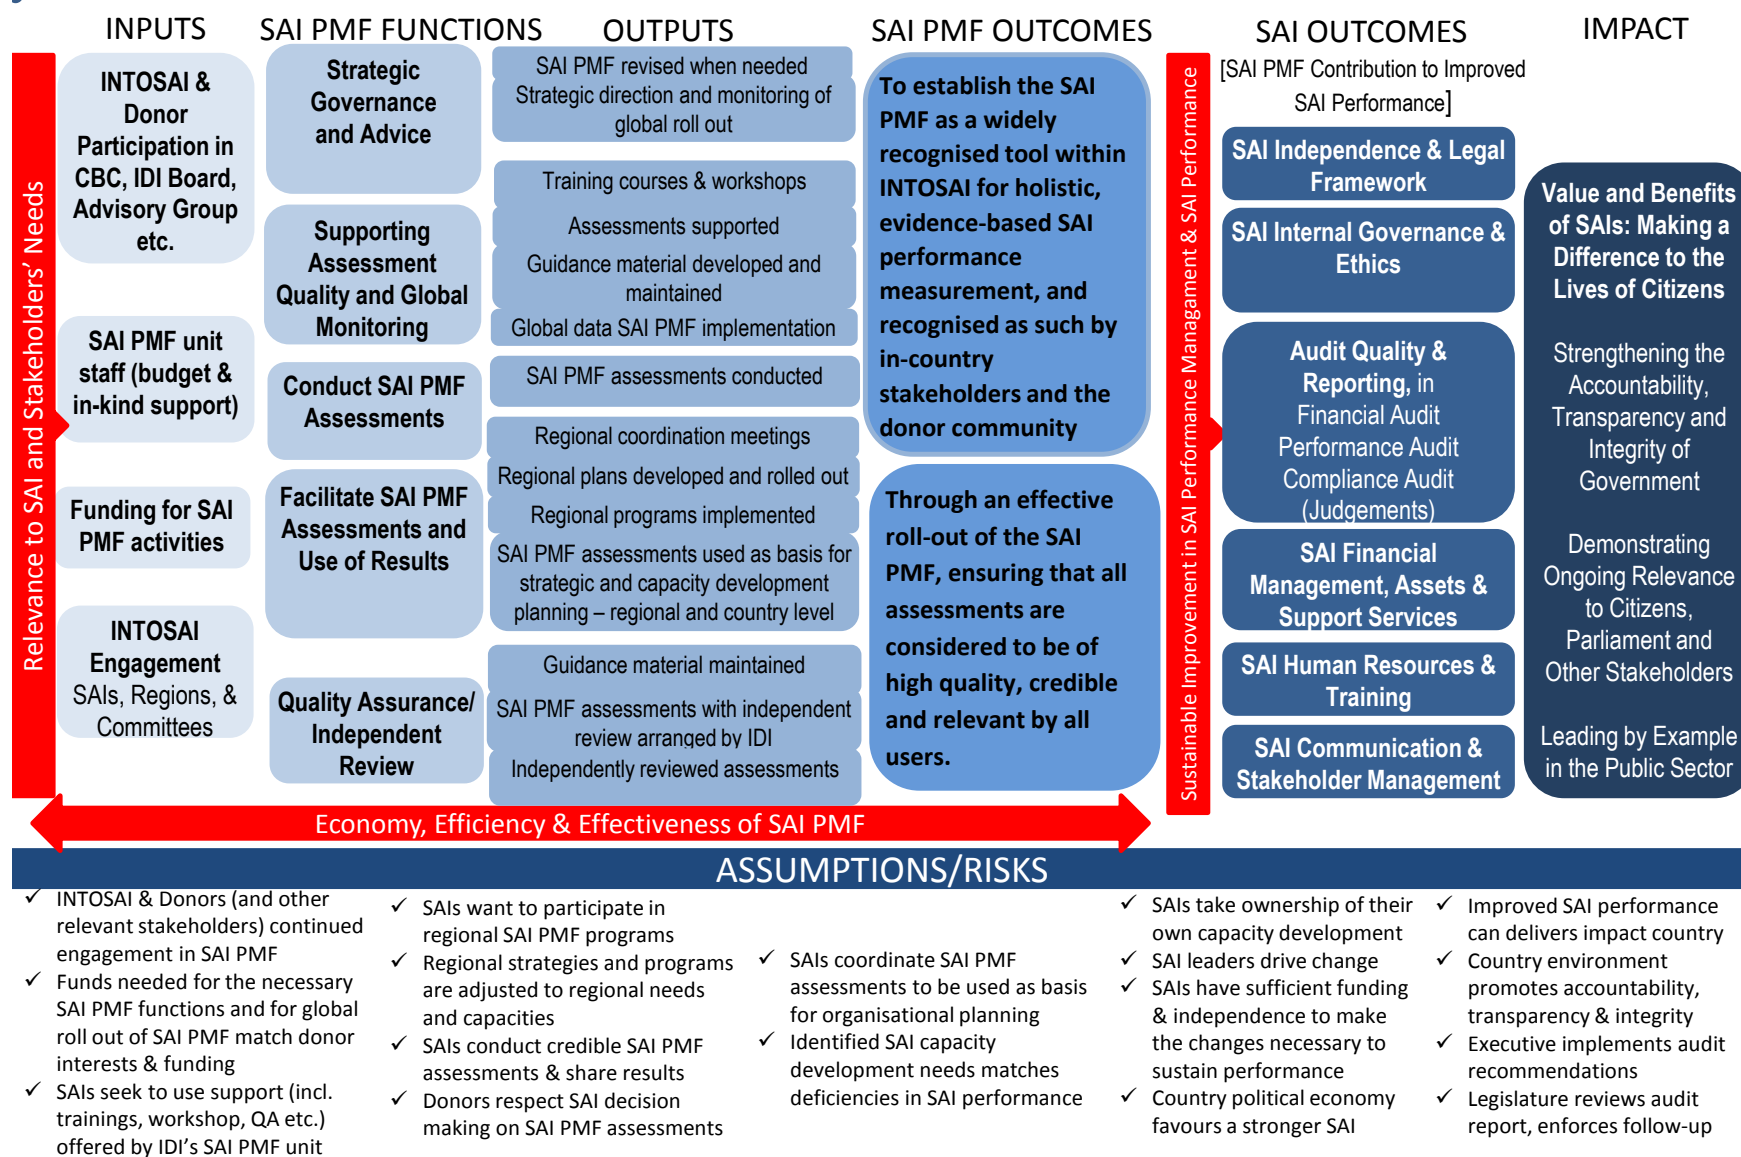 INPUTS
SAI PMF FUNCTIONS
OUTPUTS
SAI PMF OUTCOMES
SAI OUTCOMES
IMPACT
Relevance to SAI and Stakeholders’ Needs
INTOSAI &
Donor
Participation in
CBC, IDI Board,
Advisory Group
etc.
SAI PMF unit
staff (budget &
in-kind support)
Funding for SAI
PMF activities
INTOSAI
Engagement
SAIs, Regions, &
Committees
Strategic
Governance
and Advice
Supporting
Assessment
Quality and Global
Monitoring
Conduct SAI PMF
Assessments
Facilitate SAI PMF
Assessments and
Use of Results
Quality Assurance/
Independent
Review
SAI PMF revised when needed
Strategic direction and monitoring of
global roll out
Training courses & workshops
Assessments supported
Guidance material developed and
maintained
Global data SAI PMF implementation
SAI PMF assessments conducted
Regional coordination meetings
Regional plans developed and rolled out
Regional programs implemented
SAI PMF assessments used as basis for
strategic and capacity development
planning – regional and country level
Guidance material maintained
SAI PMF assessments with independent
review arranged by IDI
Independently reviewed assessments
To establish the SAI
PMF as a widely
recognised tool within
INTOSAI for holistic,
evidence-based SAI
performance
measurement, and
recognised as such by
in-country
stakeholders and the
donor community
Through an effective
roll-out of the SAI
PMF, ensuring that all
assessments are
considered to be of
high quality, credible
and relevant by all
users.
Sustainable Improvement in SAI Performance Managament & SAI Performance
[SAI PMF Contribution to Improved
SAI Performance]
SAI Independence & Legal
Framework
SAI Internal Governance &
Ethics
Audit Quality &
Reporting, in
Financial Audit
Performance Audit
Compliance Audit
(Judgements)
SAI Financial
Management, Assets &
Support Services
SAI Human Resources &
Training
SAI Communication &
Stakeholder Management
Value and Benefits
of SAIs: Making a
Difference to the
Lives of Citizens
Strengthening the
Accountability,
Transparency and
Integrity of
Government
Demonstrating
Ongoing Relevance
to Citizens,
Parliament and
Other Stakeholders
Leading by Example
in the Public Sector
Economy, Efficiency & Effectiveness of SAI PMF
ASSUMPTIONS/RISKS
✓ INTOSAI & Donors (and other
relevant stakeholders) continued
engagement in SAI PMF
✓ Funds needed for the necessary
SAI PMF functions and for global
roll out of SAI PMF match donor
interests & funding
✓ SAIs seek to use support (incl.
trainings, workshop, QA etc.)
offered by IDI’s SAI PMF unit
✓ SAIs want to participate in
regional SAI PMF programs
✓ Regional strategies and programs
are adjusted to regional needs
and capacities
✓ SAIs conduct credible SAI PMF
assessments & share results
✓ Donors respect SAI decision
making on SAI PMF assessments
✓ SAIs coordinate SAI PMF
assessments to be used as basis
for organisational planning
✓ Identified SAI capacity
development needs matches
deficiencies in SAI performance
✓ SAIs take ownership of their
own capacity development
✓ SAI leaders drive change
✓ SAIs have sufficient funding
& independence to make
the changes necessary to
sustain performance
✓ Country political economy
favours a stronger SAI
✓ Improved SAI performance
can delivers impact country
✓ Country environment
promotes accountability,
transparency & integrity
✓ Executive implements audit
recommendations
✓ Legislature reviews audit
report, enforces follow-up